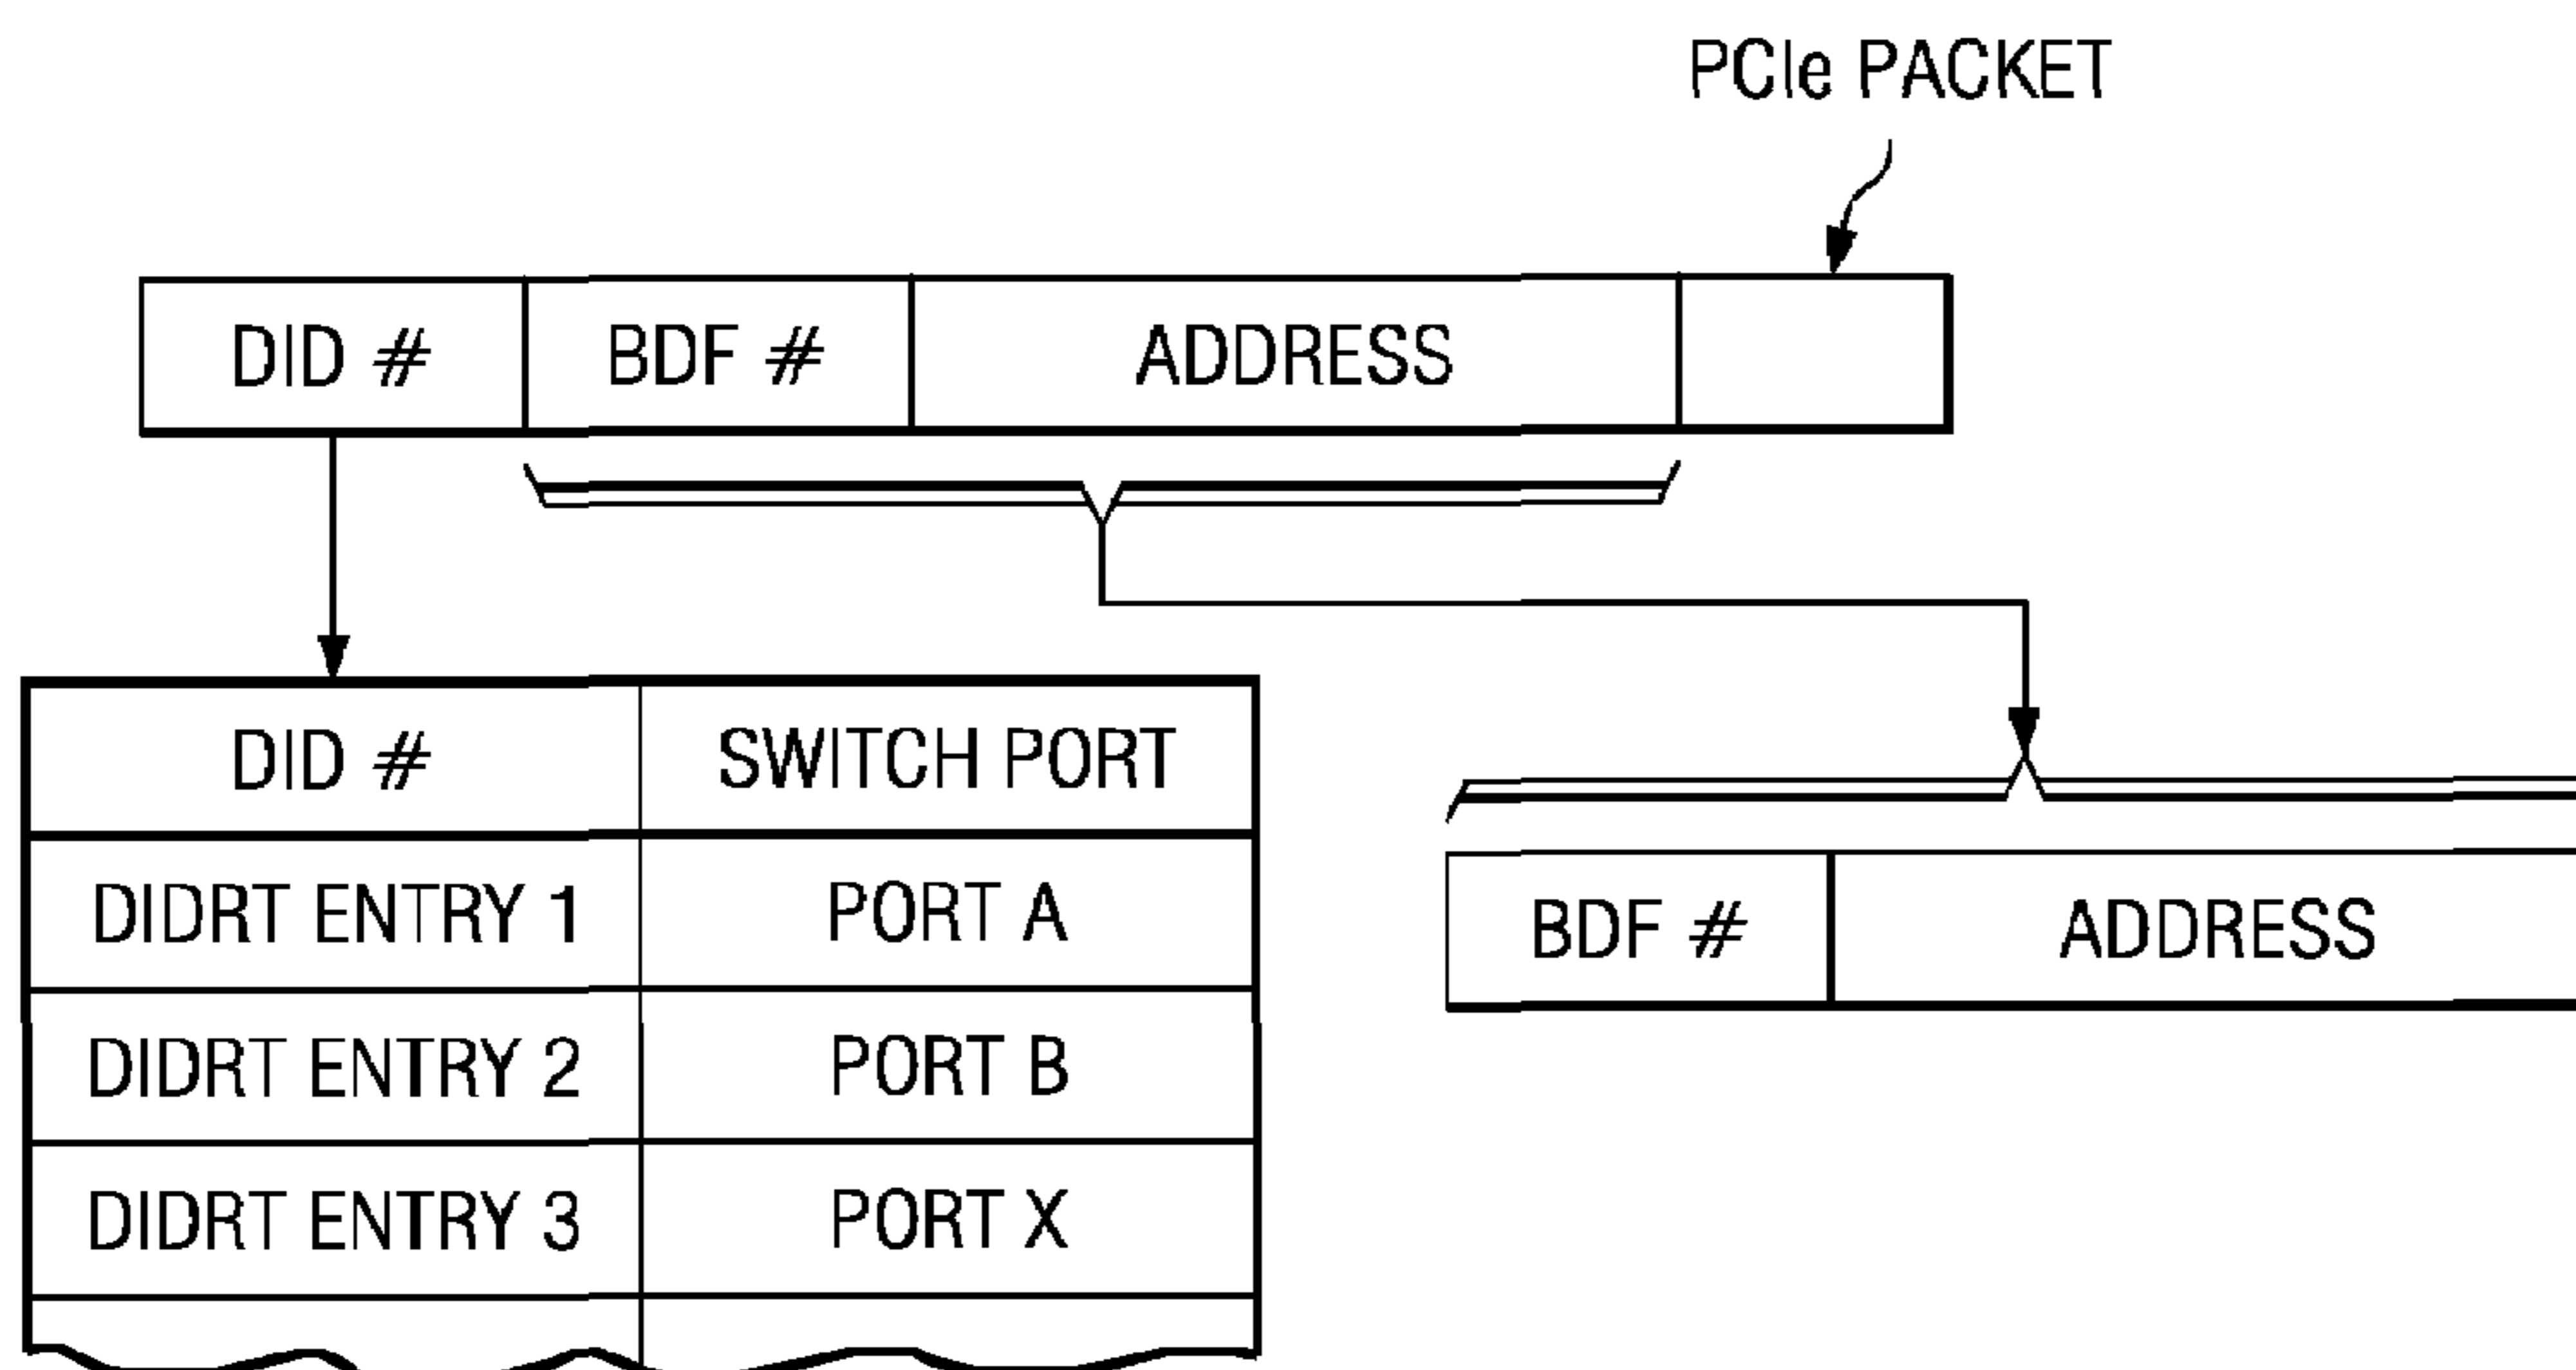 PCIe PACKET
DID # BDF # ADDRESS
DID # SWITCH PORT
DIDRT ENTRY 1 PORT A
BDF # ADDRESS
DIDRT ENTRY 2 PORT B
DIDRT ENTRY 3 PORT X